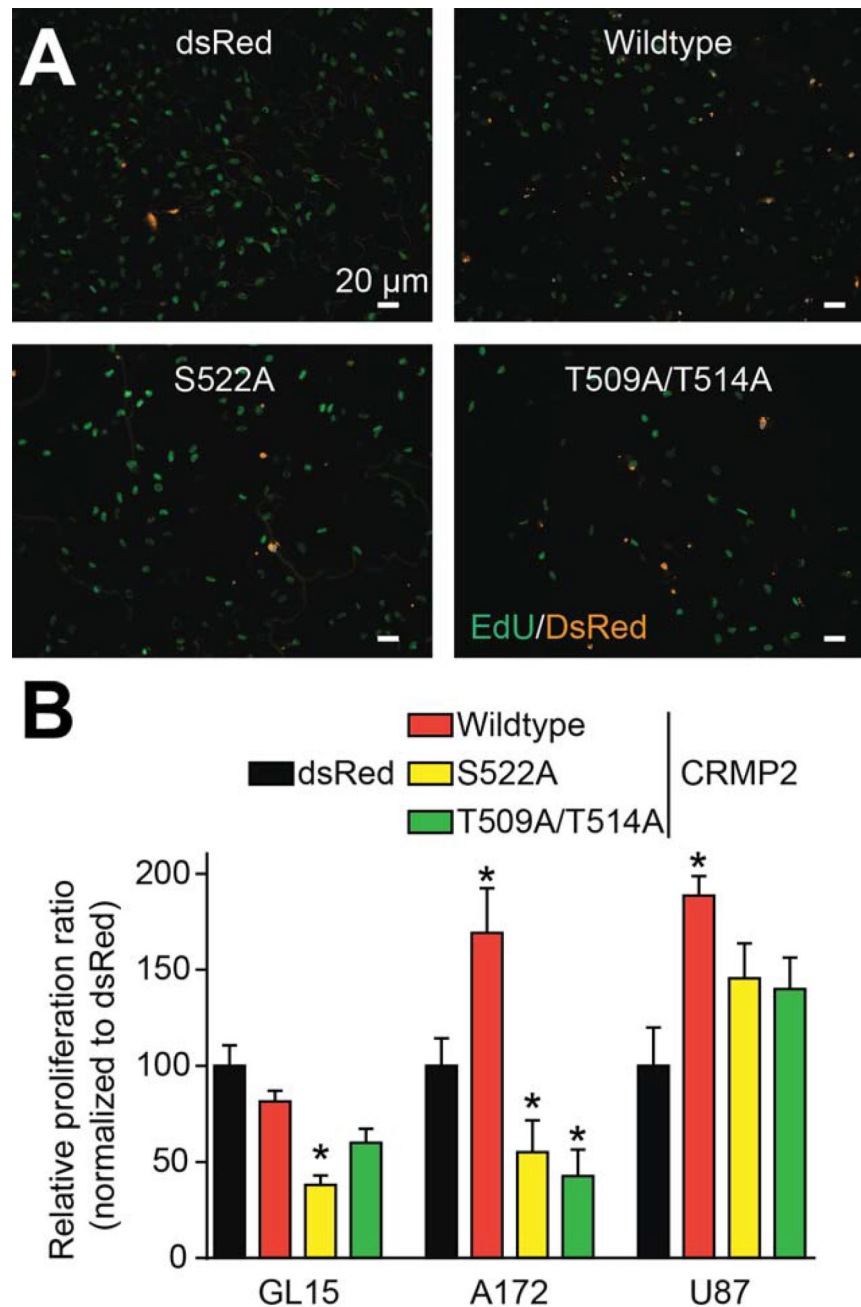 A
dsRed
Wildtype
20 µm
S522A
T509A/T514A
EdU/DsRed
B
Wildtype
dsRed
S522A
CRMP2
T509A/T514A
Relative proliferation ratio
(normalized to dsRed)
200
150
100
50
0
*
*
*
*
*
GL15
A172
U87